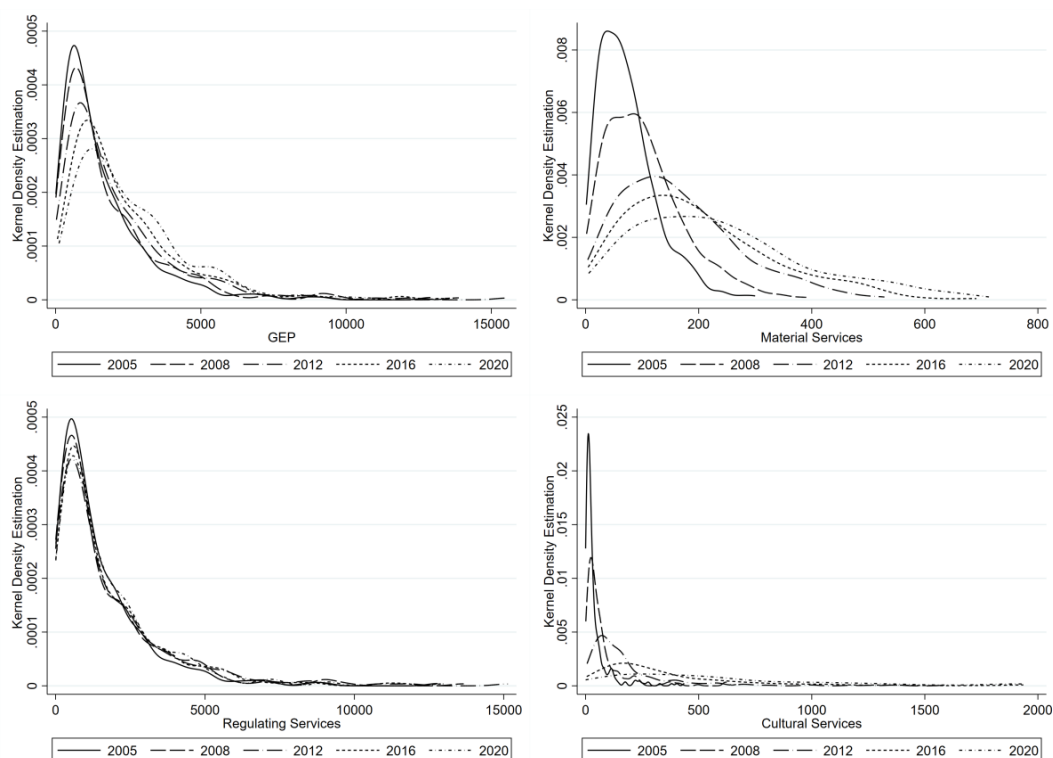 .0005
.0004
.0003
.0002
.0001
0
Kernel Density Estimation
0 5000 10000 15000
GEP
2005 2008 2012 2016 2020
.008
.006
.004
.002
0
Kernel Density Estimation
0 200 400 600 800
Material Services
2005 2008 2012 2016 2020
.0005
.0004
.0003
.0002
.0001
0
Kernel Density Estimation
0 5000 10000 15000
Regulating Services
2005 2008 2012 2016 2020
.025
.02
.015
.01
.005
0
Kernel Density Estimation
0 500 1000 1500 2000
Cultural Services
2005 2008 2012 2016 2020